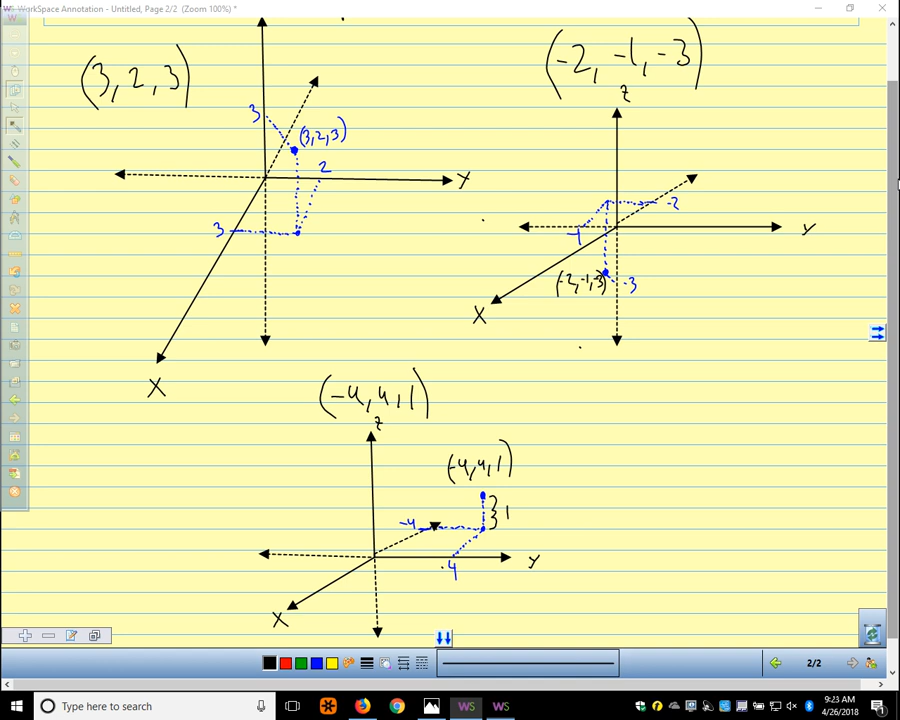 WorkSpace Annotation - Untitled, Page 2/2 (Zoom 100%) *
(3, 2, 3)
3
(3,2,3)
2
y
3
X
(-2, -1, -3)
z
-2
-1
y
(-2,-1,-3)
-3
X
(-4, 4, 1)
z
(-4,4,1)
-4
1
4
y
X
2/2
Type here to search
WS
WS
9:23 AM
4/26/2018